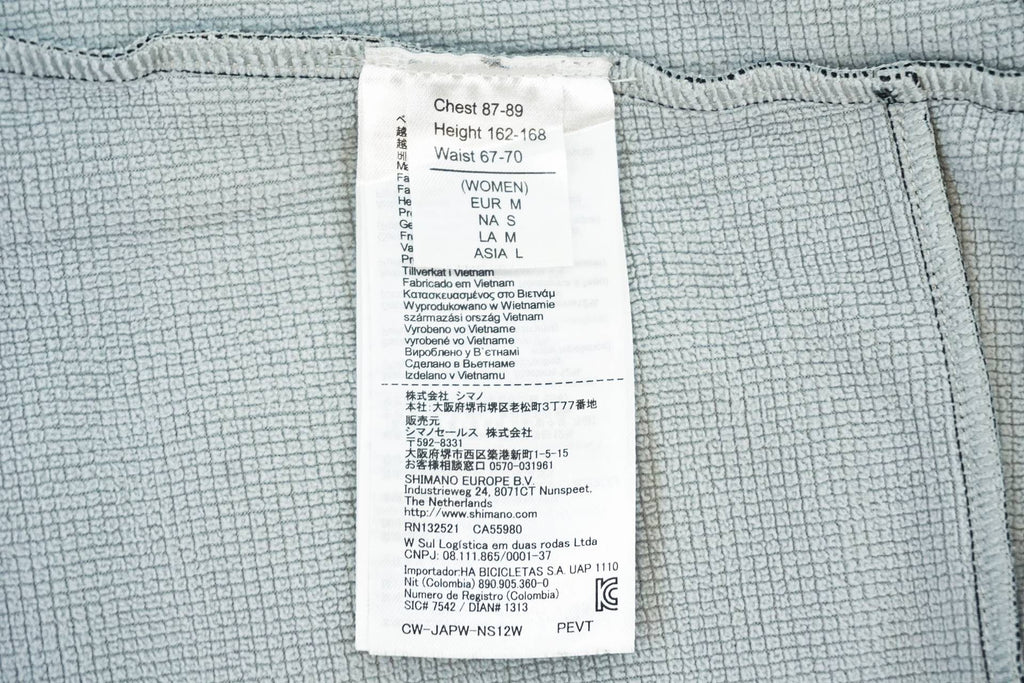 Chest 87-89
Height 162-168
Waist 67-70
(WOMEN)
EUR M
NA S
LA M
ASIA L
Tillverkat i Vietnam
Fabricado em Vietnam
Κατασκευασμένος στο Βιετνάμ
Wyprodukowano w Wietnamie
származási ország Vietnam
Vyrobeno vo Vietname
vyrobené vo Vietname
Вироблено у В`єтнамі
Сделано в Вьетнаме
Izdelano v Vietnamu
株式会社 シマノ
本社:大阪府堺市堺区老松町3丁77番地
販売元
シマノセールス 株式会社
〒592-8331
大阪府堺市西区築港新町1-5-15
お客様相談窓口 0570-031961
SHIMANO EUROPE B.V.
Industrieweg 24, 8071CT Nunspeet,
The Netherlands
http://www.shimano.com
RN132521 CA55980
W Sul Logística em duas rodas Ltda
CNPJ: 08.111.865/0001-37
Importador:HA BICICLETAS S.A. UAP 1110
Nit (Colombia) 890.905.360-0
Numero de Registro (Colombia)
SIC# 7542 / DIAN# 1313
CW-JAPW-NS12W PEVT